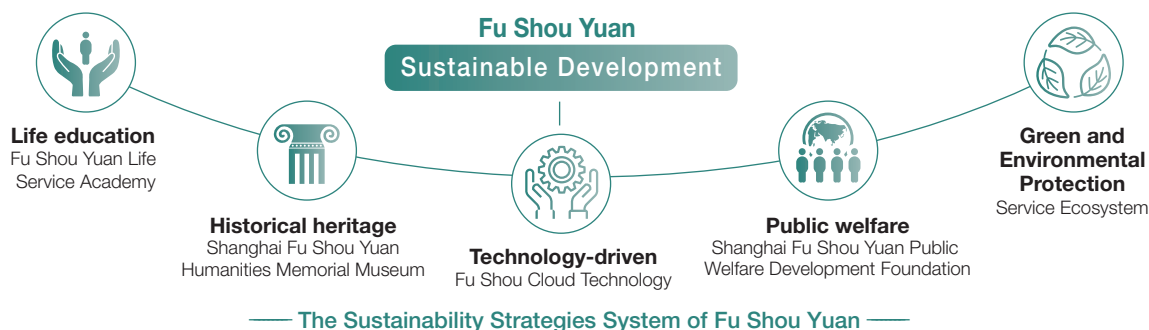 Fu Shou Yuan
Sustainable Development
Life education
Fu Shou Yuan Life
Service Academy
Historical heritage
Shanghai Fu Shou Yuan
Humanities Memorial Museum
Technology-driven
Fu Shou Cloud Technology
Public welfare
Shanghai Fu Shou Yuan Public
Welfare Development Foundation
Green and
Environmental
Protection
Service Ecosystem
The Sustainability Strategies System of Fu Shou Yuan